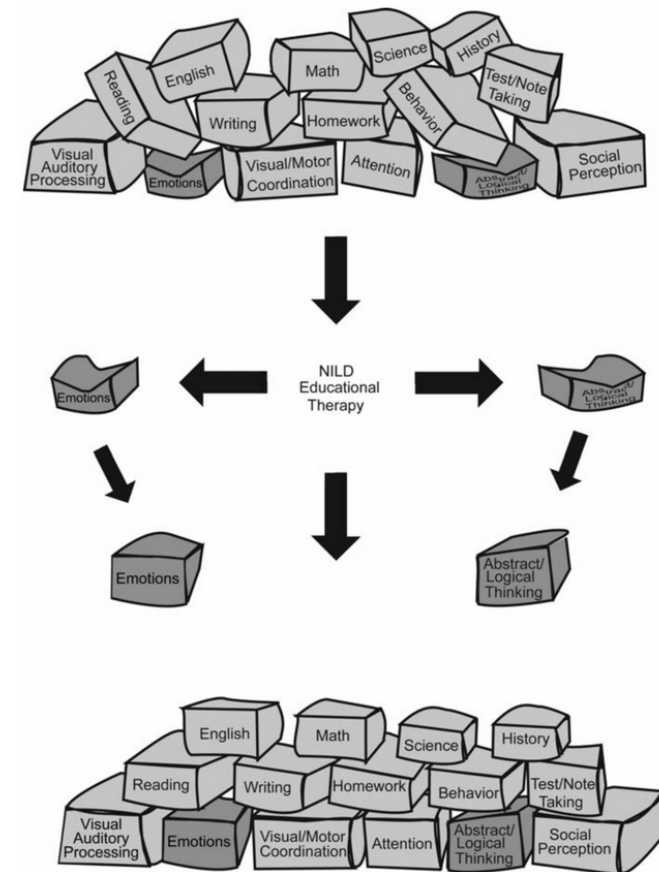 Science
History
English
Math
Test/Note
Taking
Reading
Behavior
Writing
Homework
Visual
Auditory
Processing
Emotions
Visual/Motor
Coordination
Attention
Abstract/
Logical
Thinking
Social
Perception
NILD
Educational
Therapy
Emotions
Abstract/
Logical
Thinking
Emotions
Abstract/
Logical
Thinking
English
Math
Science
History
Reading
Writing
Homework
Behavior
Test/Note
Taking
Visual
Auditory
Processing
Emotions
Visual/Motor
Coordination
Attention
Abstract/
Logical
Thinking
Social
Perception